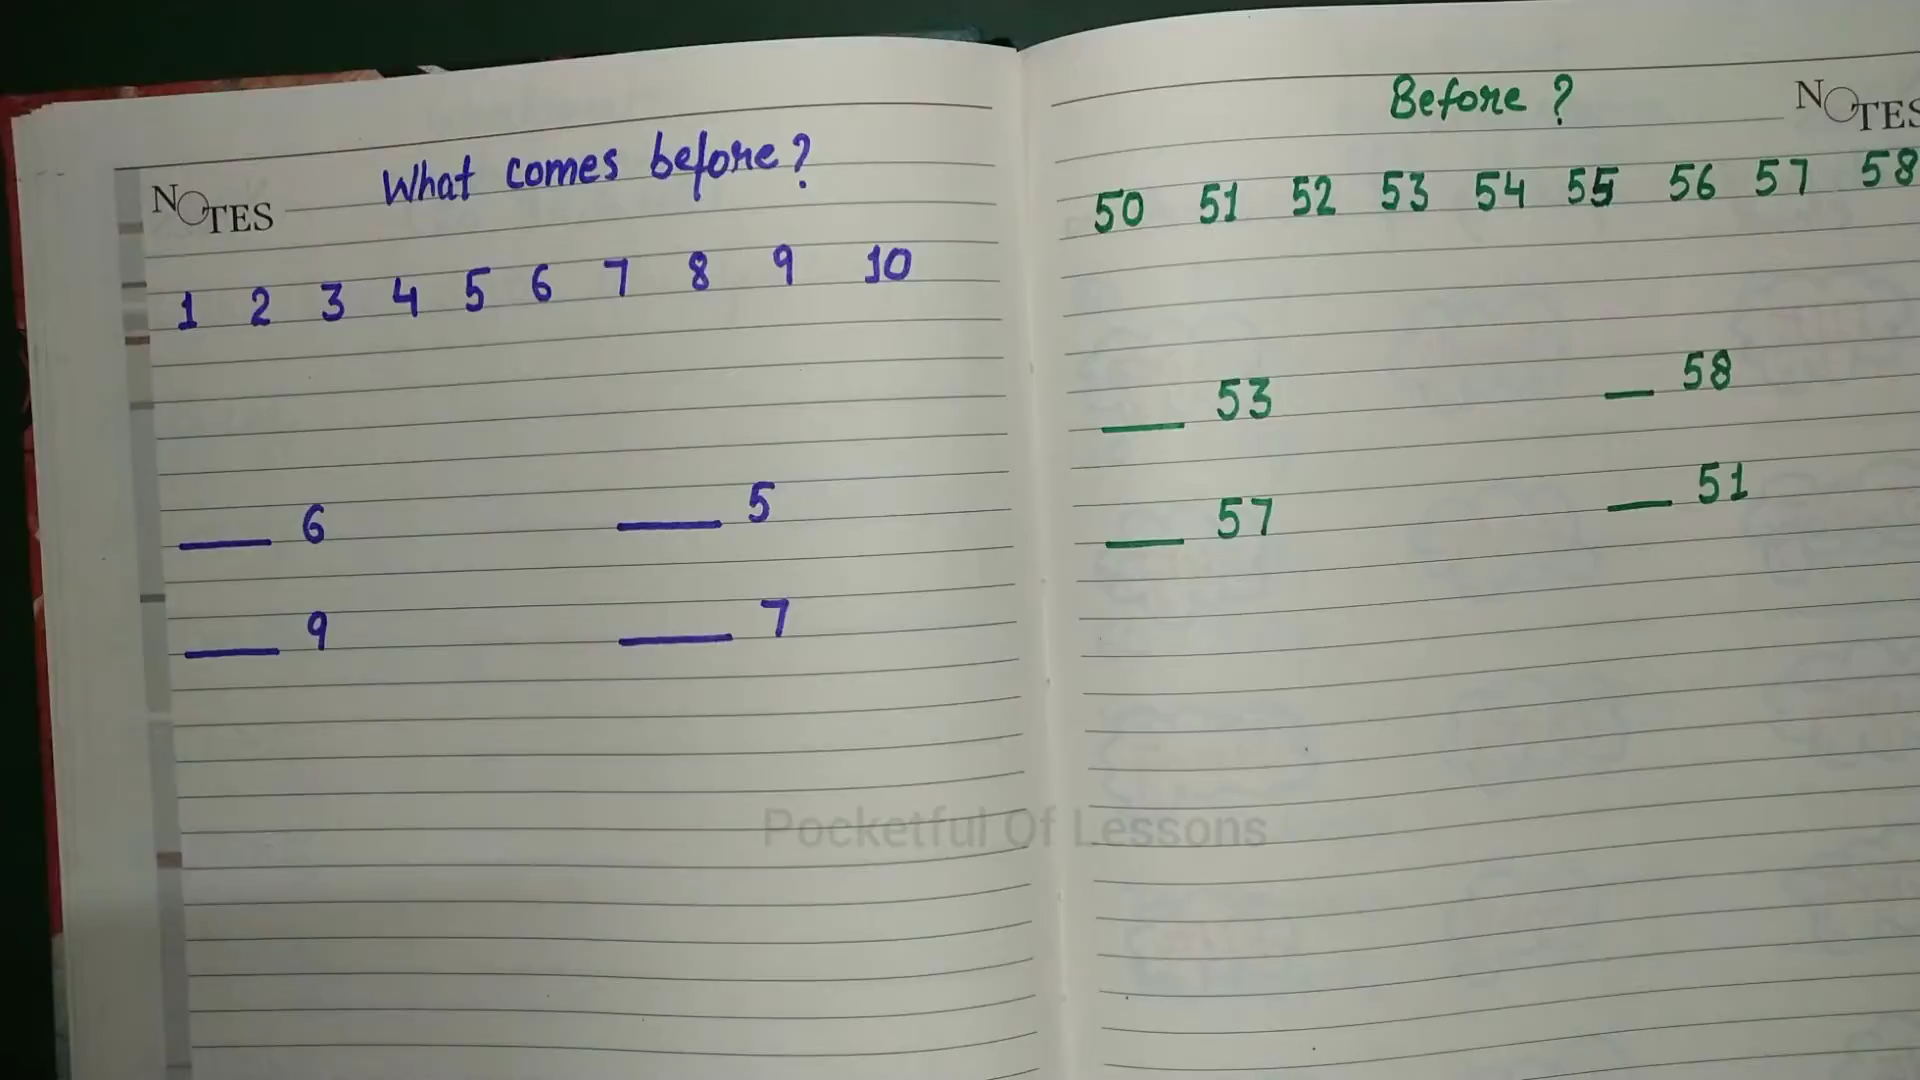 What comes before?
NOTES
1 2 3 4 5 6 7 8 9 10
___ 6 ___ 5
___ 9 ___ 7
Before ?
NOTES
50 51 52 53 54 55 56 57 58
___ 53 ___ 58
___ 57 ___ 51
Pocketful Of Lessons